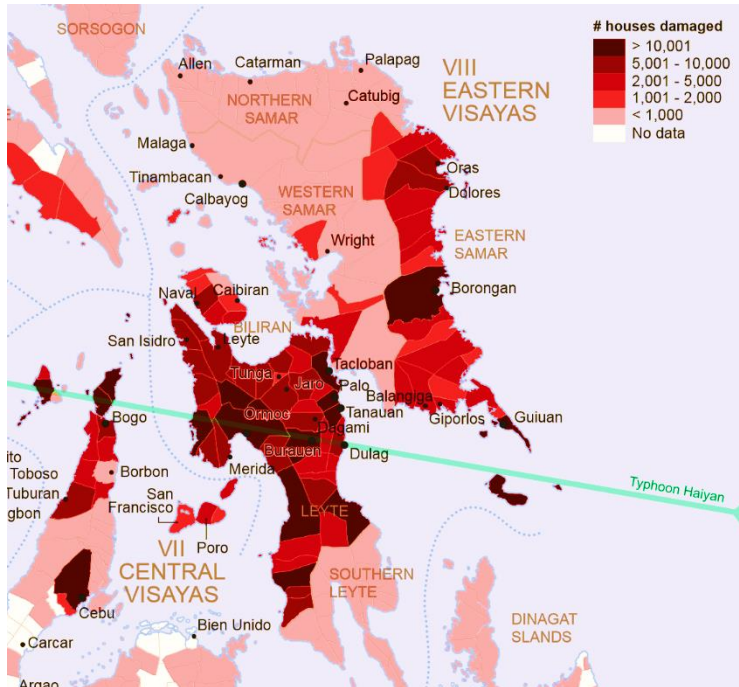 SORSOGON
Allen
Catarman
Palapag
NORTHERN
SAMAR
Catubig
VIII
EASTERN
VISAYAS
# houses damaged
> 10,001
5,001 - 10,000
2,001 - 5,000
1,001 - 2,000
< 1,000
No data
Malaga
Tinambacan
Calbayog
WESTERN
SAMAR
Oras
Dolores
Wright
EASTERN
SAMAR
Borongan
Naval
Caibiran
BILIRAN
San Isidro
Leyte
Tacloban
Tunga
Jaro
Palo
Balangiga
Ormoc
Tanauan
Giporlos
Guiuan
Dagami
Bogo
Burauen
Dulag
ito
Toboso
Borbon
Merida
Typhoon Haiyan
Tuburan
gbon
San
Francisco
LEYTE
Poro
VII
CENTRAL
VISAYAS
SOUTHERN
LEYTE
Cebu
Bien Unido
DINAGAT
SLANDS
Carcar
Argao